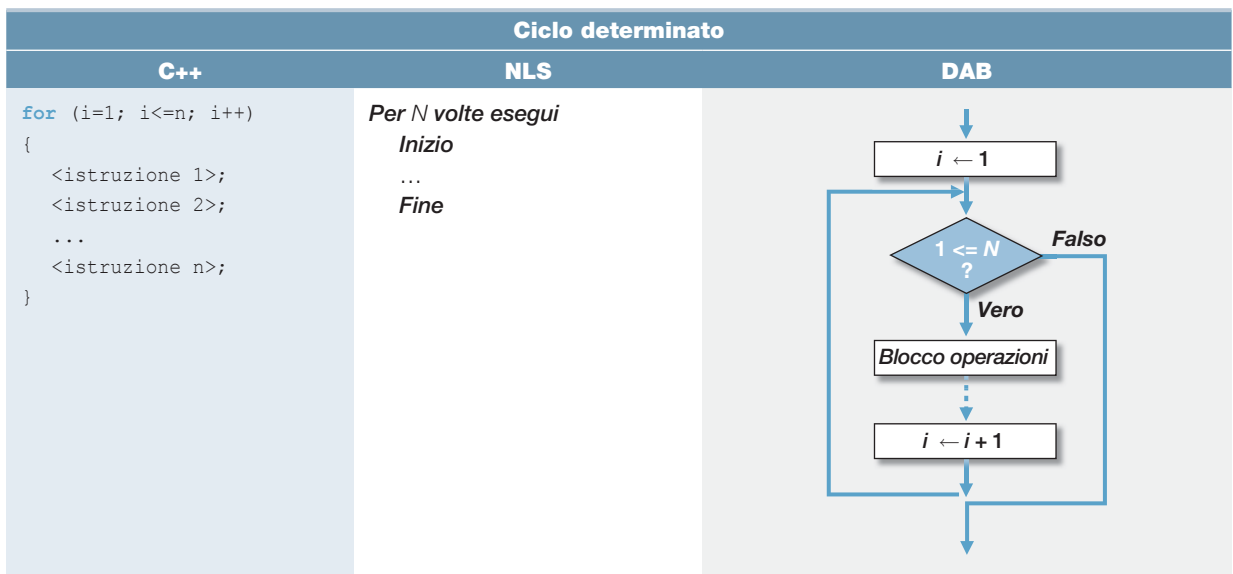 Ciclo determinato
C++
NLS
DAB
for (i=1; i<=n; i++)
{
<istruzione 1>;
<istruzione 2>;
...
<istruzione n>;
}
Per N volte esegui
Inizio
...
Fine
i ← 1
1 <= N
?
Falso
Vero
Blocco operazioni
i ← i + 1